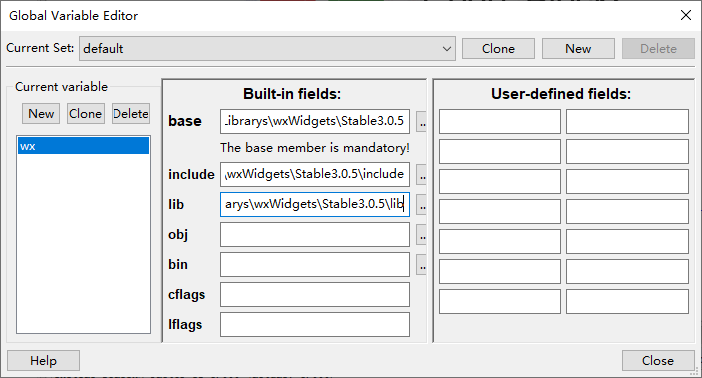 Global Variable Editor
Current Set:
default
Clone
New
Delete
Current variable
New
Clone
Delete
wx
Built-in fields:
base
.ibrarys\wxWidgets\Stable3.0.5
..
The base member is mandatory!
include
\wxWidgets\Stable3.0.5\include
..
lib
arys\wxWidgets\Stable3.0.5\lib
..
obj
..
bin
..
cflags
lflags
User-defined fields:
Help
Close